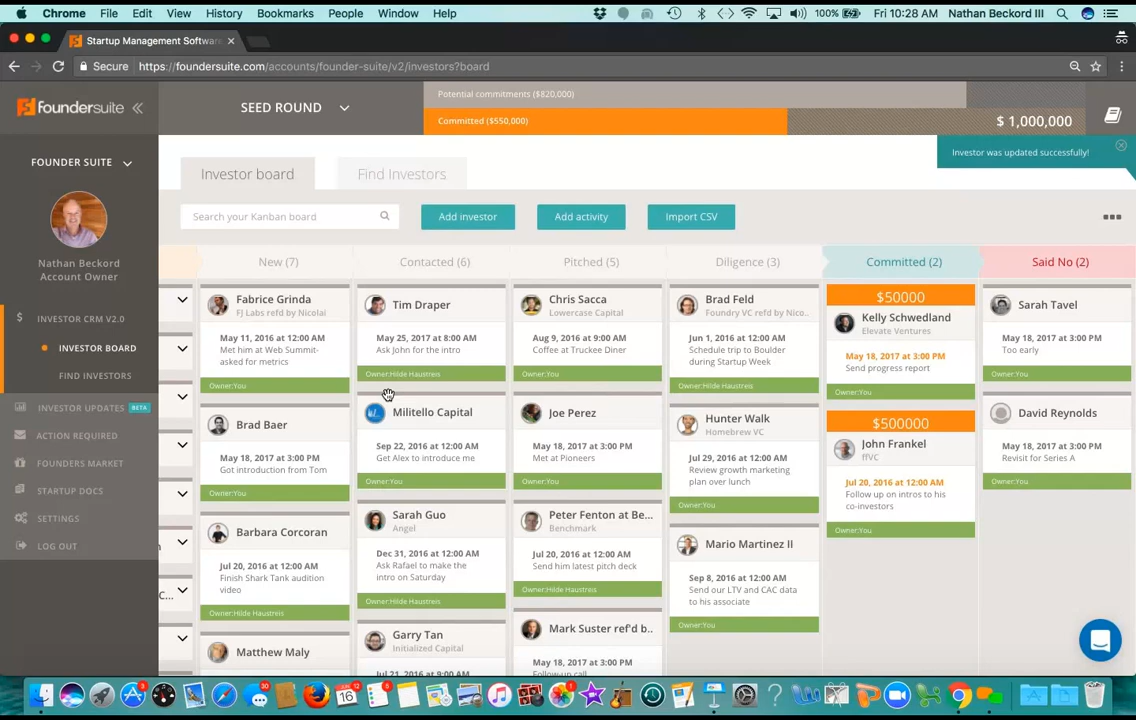 Chrome File Edit View History Bookmarks People Window Help
100% Fri 10:28 AM Nathan Beckord III
Startup Management Softwar
Secure https://foundersuite.com/accounts/founder-suite/v2/investors?board
foundersuite
SEED ROUND
Potential commitments ($820,000)
Committed ($550,000)
$ 1,000,000
Investor was updated successfully!
FOUNDER SUITE
Nathan Beckord
Account Owner
$ INVESTOR CRM V2.0
INVESTOR BOARD
FIND INVESTORS
INVESTOR UPDATES BETA
ACTION REQUIRED
FOUNDERS MARKET
STARTUP DOCS
SETTINGS
LOG OUT
Investor board
Find Investors
Search your Kanban board
Add investor
Add activity
Import CSV
C...
New (7)
Fabrice Grinda
FJ Labs refd by Nicolai
May 11, 2016 at 12:00 AM
Met him at Web Summit-
asked for metrics
Owner:You
Brad Baer
May 18, 2017 at 3:00 PM
Got introduction from Tom
Owner:You
Barbara Corcoran
Jul 20, 2016 at 12:00 AM
Finish Shark Tank audition
video
Owner:Hilde Haustreis
Matthew Maly
Contacted (6)
Tim Draper
May 25, 2017 at 8:00 AM
Ask John for the intro
Owner:Hilde Haustreis
Militello Capital
Sep 22, 2016 at 12:00 AM
Get Alex to introduce me
Owner:You
Sarah Guo
Angel
Dec 31, 2016 at 12:00 AM
Ask Rafael to make the
intro on Saturday
Owner:Hilde Haustreis
Garry Tan
Initialized Capital
Jul 21, 2016 at 9:00 AM
Pitched (5)
Chris Sacca
Lowercase Capital
Aug 9, 2016 at 12:00 AM
Coffee at Truckee Diner
Owner:You
Joe Perez
May 18, 2017 at 3:00 PM
Met at Pioneers
Owner:You
Peter Fenton at Be...
Benchmark
Jul 20, 2016 at 12:00 AM
Send him latest pitch deck
Owner:Hilde Haustreis
Mark Suster ref'd b..
May 18, 2017 at 3:00 PM
Follow-up call
Diligence (3)
Brad Feld
Foundry VC refd by Nico..
Jun 1, 2016 at 12:00 AM
Schedule trip to Boulder
during Startup Week
Owner:Hilde Haustreis
Hunter Walk
Homebrew VC
Jul 29, 2016 at 12:00 AM
Review growth marketing
plan over lunch
Owner:You
Mario Martinez II
Sep 8, 2016 at 12:00 AM
Send our LTV and CAC data
to his associate
Owner:You
Committed (2)
$50000
Kelly Schwedland
Elevate Ventures
May 18, 2017 at 3:00 PM
Send progress report
Owner:You
$500000
John Frankel
ffVC
Jul 20, 2016 at 12:00 AM
Follow up on intros to his
co-investors
Owner:You
Said No (2)
Sarah Tavel
May 18, 2017 at 3:00 PM
Too early
Owner:You
David Reynolds
May 18, 2017 at 3:00 PM
Revisit for Series A
Owner:You